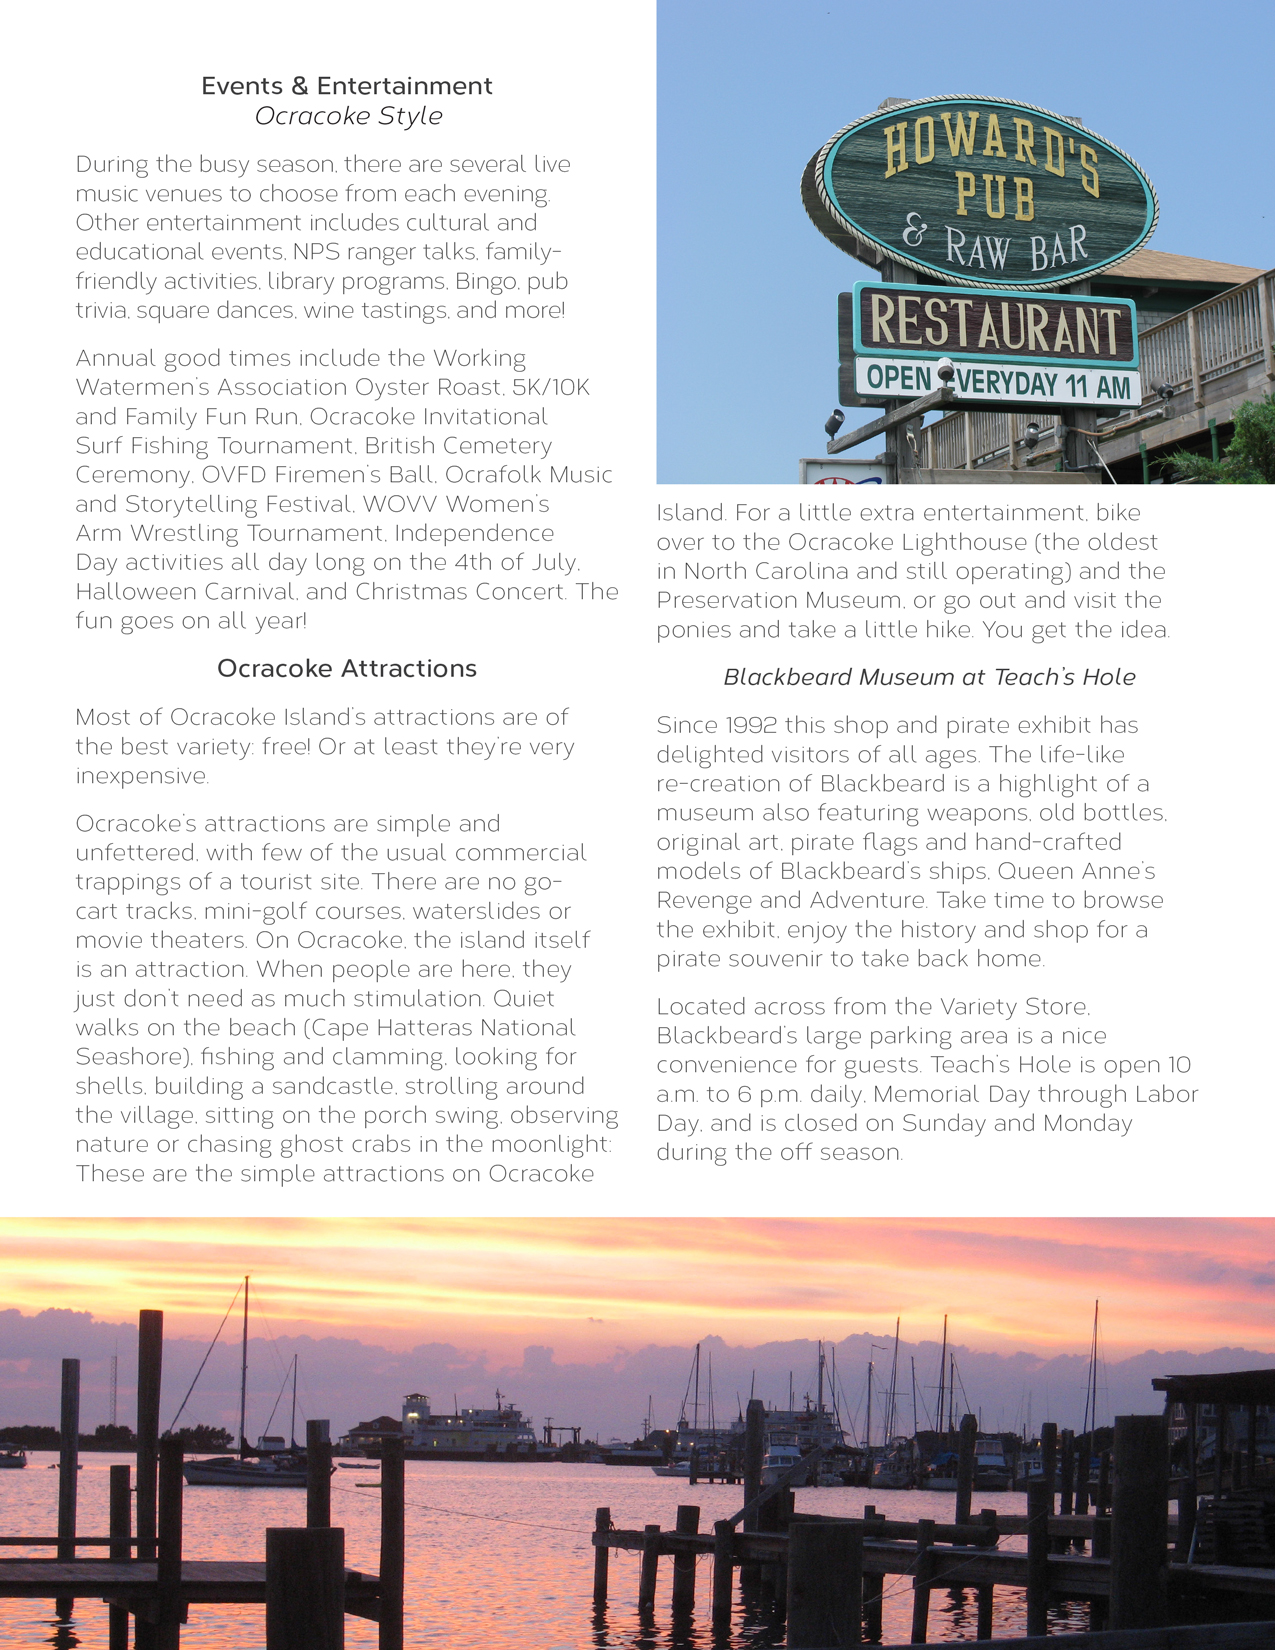 Events & Entertainment
Ocracoke Style
During the busy season, there are several live
music venues to choose from each evening.
Other entertainment includes cultural and
educational events, NPS ranger talks, family-
friendly activities, library programs, Bingo, pub
trivia, square dances, wine tastings, and more!
Annual good times include the Working
Watermen's Association Oyster Roast, 5K/10K
and Family Fun Run, Ocracoke Invitational
Surf Fishing Tournament, British Cemetery
Ceremony, OVFD Firemen's Ball, Ocrafolk Music
and Storytelling Festival, WOVV Women's
Arm Wrestling Tournament, Independence
Day activities all day long on the 4th of July,
Halloween Carnival, and Christmas Concert. The
fun goes on all year!
Ocracoke Attractions
Most of Ocracoke Island's attractions are of
the best variety: free! Or at least they're very
inexpensive.
Ocracoke's attractions are simple and
unfettered, with few of the usual commercial
trappings of a tourist site. There are no go-
cart tracks, mini-golf courses, waterslides or
movie theaters. On Ocracoke, the island itself
is an attraction. When people are here, they
just don't need as much stimulation. Quiet
walks on the beach (Cape Hatteras National
Seashore), fishing and clamming, looking for
shells, building a sandcastle, strolling around
the village, sitting on the porch swing, observing
nature or chasing ghost crabs in the moonlight:
These are the simple attractions on Ocracoke
HOWARD'S
PUB
& RAW BAR
RESTAURANT
OPEN EVERYDAY 11 AM
Island. For a little extra entertainment, bike
over to the Ocracoke Lighthouse (the oldest
in North Carolina and still operating) and the
Preservation Museum, or go out and visit the
ponies and take a little hike. You get the idea.
Blackbeard Museum at Teach's Hole
Since 1992 this shop and pirate exhibit has
delighted visitors of all ages. The life-like
re-creation of Blackbeard is a highlight of a
museum also featuring weapons, old bottles,
original art, pirate flags and hand-crafted
models of Blackbeard's ships, Queen Anne's
Revenge and Adventure. Take time to browse
the exhibit, enjoy the history and shop for a
pirate souvenir to take back home.
Located across from the Variety Store,
Blackbeard's large parking area is a nice
convenience for guests. Teach's Hole is open 10
a.m. to 6 p.m. daily, Memorial Day through Labor
Day, and is closed on Sunday and Monday
during the off season.